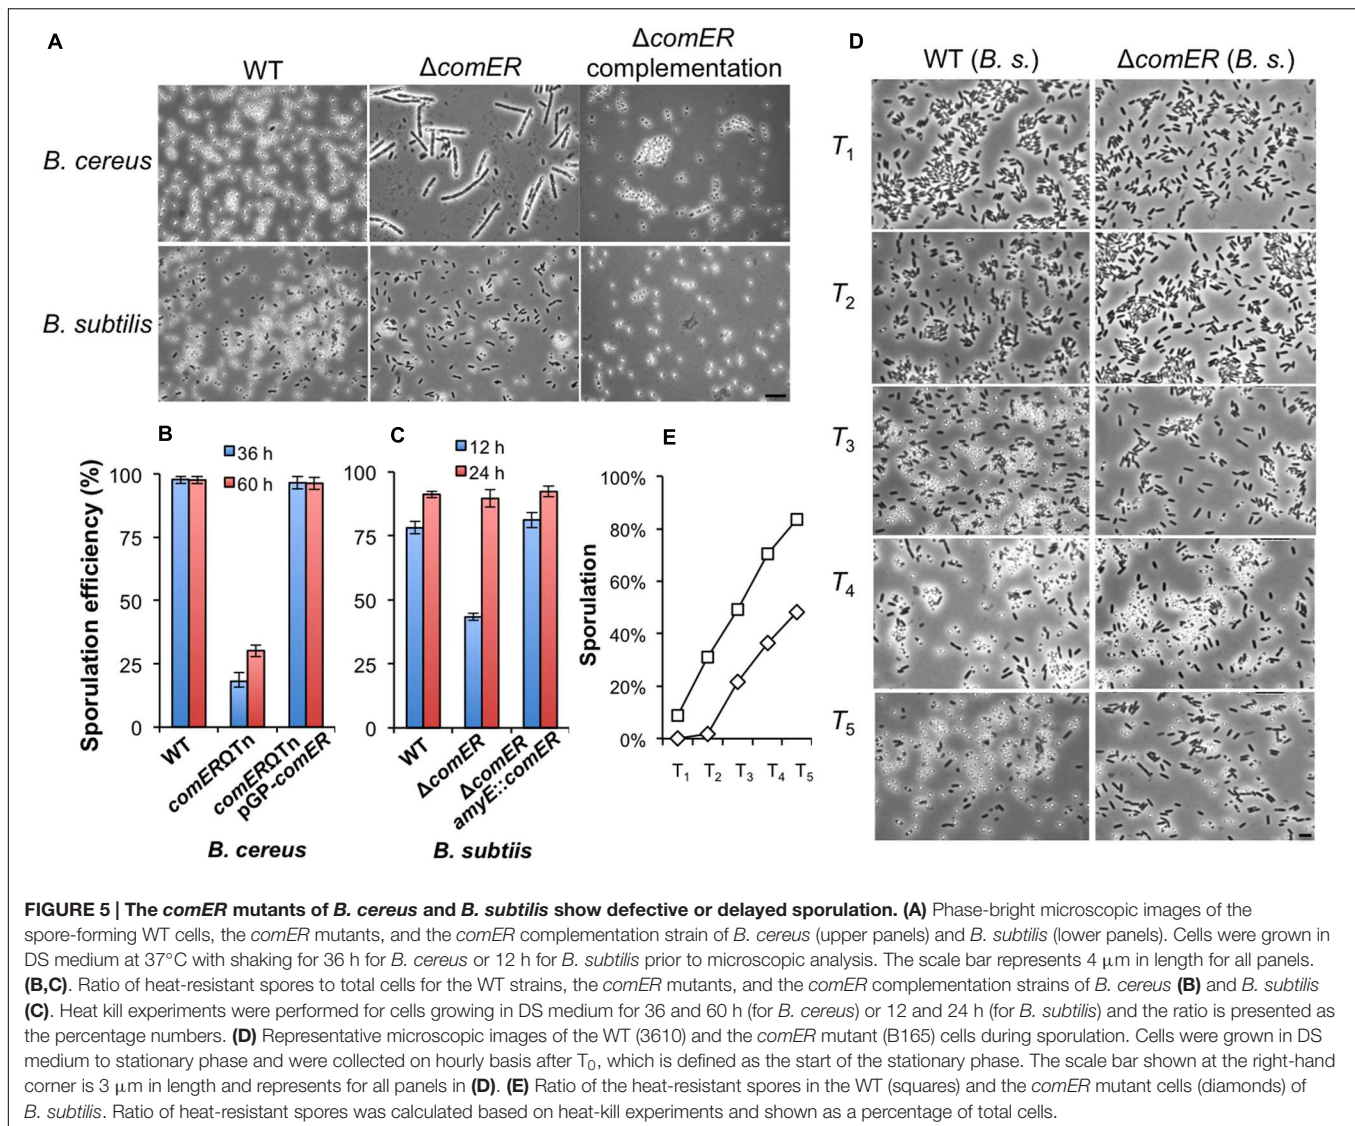 A
WT
ΔcomER
ΔcomER
complementation
B. cereus
B. subtilis
B
36 h
60 h
Sporulation efficiency (%)
100
75
50
25
0
WT
comERΩTn
comERΩTn
pGP-comER
B. cereus
C
12 h
24 h
100
75
50
25
0
WT
ΔcomER
ΔcomER
amyE::comER
B. subtiis
E
Sporulation
100%
80%
60%
40%
20%
0%
T1 T2 T3 T4 T5
D
WT (B. s.)
ΔcomER (B. s.)
T1
T2
T3
T4
T5
FIGURE 5 | The comER mutants of B. cereus and B. subtilis show defective or delayed sporulation. (A) Phase-bright microscopic images of the
spore-forming WT cells, the comER mutants, and the comER complementation strain of B. cereus (upper panels) and B. subtilis (lower panels). Cells were grown in
DS medium at 37°C with shaking for 36 h for B. cereus or 12 h for B. subtilis prior to microscopic analysis. The scale bar represents 4 μm in length for all panels.
(B,C). Ratio of heat-resistant spores to total cells for the WT strains, the comER mutants, and the comER complementation strains of B. cereus (B) and B. subtilis
(C). Heat kill experiments were performed for cells growing in DS medium for 36 and 60 h (for B. cereus) or 12 and 24 h (for B. subtilis) and the ratio is presented as
the percentage numbers. (D) Representative microscopic images of the WT (3610) and the comER mutant (B165) cells during sporulation. Cells were grown in DS
medium to stationary phase and were collected on hourly basis after T0, which is defined as the start of the stationary phase. The scale bar shown at the right-hand
corner is 3 μm in length and represents for all panels in (D). (E) Ratio of the heat-resistant spores in the WT (squares) and the comER mutant cells (diamonds) of
B. subtilis. Ratio of heat-resistant spores was calculated based on heat-kill experiments and shown as a percentage of total cells.